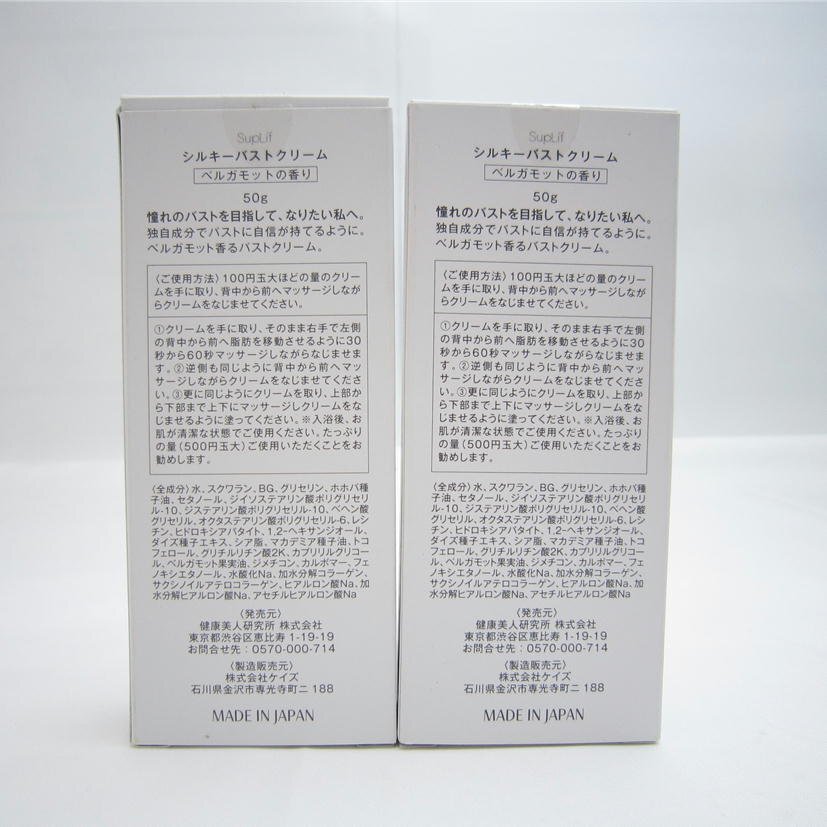 SupLif
シルキーバストクリーム
ベルガモットの香り
50g
憧れのバストを目指して、なりたい私へ。
独自成分でバストに自信が持てるように。
ベルガモット香るバストクリーム。
〈ご使用方法〉100円玉大ほどの量のクリー
ムを手に取り、背中から前へマッサージしなが
らクリームをなじませてください。
①クリームを手に取り、そのまま右手で左側
の背中から前へ脂肪を移動させるように30
秒から60秒マッサージしながらなじませま
す。②逆側も同じように背中から前へマッ
サージしながらクリームをなじませてくださ
い。③更に同じようにクリームを取り、上部か
ら下部まで上下にマッサージしクリームをな
じませるように塗ってください。※入浴後、お
肌が清潔な状態でご使用ください。たっぷり
の量(500円玉大)ご使用いただくことをお
勧めします。
〈全成分〉水、スクワラン、BG、グリセリン、ホホバ種
子油、セタノール、ジイソステアリン酸ポリグリセリル
-10、ジステアリン酸ポリグリセリル-10、ベヘン酸
グリセリル、オクタステアリン酸ポリグリセリル-6、レシ
チン、ヒドロキシアパタイト、1,2-ヘキサンジオール、
ダイズ種子エキス、シア脂、マカデミア種子油、トコ
フェロール、グリチルリチン酸2K、カプリリルグリコー
ル、ベルガモット果実油、ジメチコン、カルボマー、フェ
ノキシエタノール、水酸化Na、加水分解コラーゲン、
サクシノイルアテロコラーゲン、ヒアルロン酸Na、加
水分解ヒアルロン酸Na、アセチルヒアルロン酸Na
〈発売元〉
健康美人研究所 株式会社
東京都渋谷区恵比寿 1-19-19
お問合せ先:0570-000-714
〈製造販売元〉
株式会社ケイズ
石川県金沢市専光寺町ニ 188
MADE IN JAPAN
SupLif
シルキーバストクリーム
ベルガモットの香り
50g
憧れのバストを目指して、なりたい私へ。
独自成分でバストに自信が持てるように。
ベルガモット香るバストクリーム。
〈ご使用方法〉100円玉大ほどの量のクリー
ムを手に取り、背中から前へマッサージしなが
らクリームをなじませてください。
①クリームを手に取り、そのまま右手で左側
の背中から前へ脂肪を移動させるように30
秒から60秒マッサージしながらなじませま
す。②逆側も同じように背中から前へマッ
サージしながらクリームをなじませてくださ
い。③更に同じようにクリームを取り、上部か
ら下部まで上下にマッサージしクリームをな
じませるように塗ってください。※入浴後、お
肌が清潔な状態でご使用ください。たっぷり
の量(500円玉大)ご使用いただくことをお
勧めします。
〈全成分〉水、スクワラン、BG、グリセリン、ホホバ種
子油、セタノール、ジイソステアリン酸ポリグリセリル
-10、ジステアリン酸ポリグリセリル-10、ベヘン酸
グリセリル、オクタステアリン酸ポリグリセリル-6、レシ
チン、ヒドロキシアパタイト、1,2-ヘキサンジオール、
ダイズ種子エキス、シア脂、マカデミア種子油、トコ
フェロール、グリチルリチン酸2K、カプリリルグリコー
ル、ベルガモット果実油、ジメチコン、カルボマー、フェ
ノキシエタノール、水酸化Na、加水分解コラーゲン、
サクシノイルアテロコラーゲン、ヒアルロン酸Na、加
水分解ヒアルロン酸Na、アセチルヒアルロン酸Na
〈発売元〉
健康美人研究所 株式会社
東京都渋谷区恵比寿 1-19-19
お問合せ先:0570-000-714
〈製造販売元〉
株式会社ケイズ
石川県金沢市専光寺町ニ 188
MADE IN JAPAN